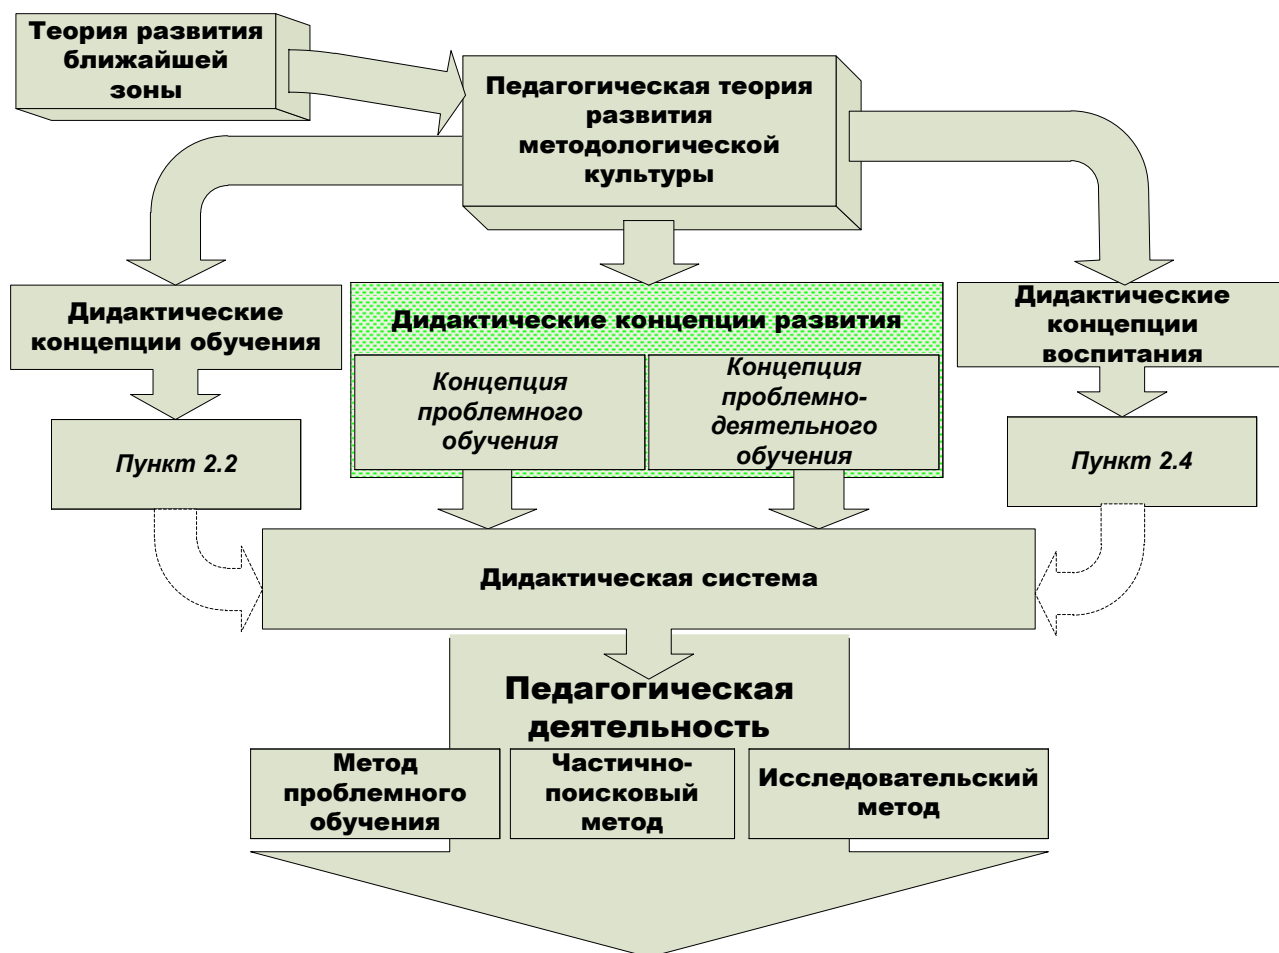 Теория развития
ближайшей
зоны
Педагогическая теория
развития
методологической
культуры
Дидактические
концепции обучения
Дидактические концепции развития
Дидактические
концепции
воспитания
Концепция
проблемного
обучения
Концепция
проблемно-
деятельного
обучения
Пункт 2.2
Пункт 2.4
Дидактическая система
Педагогическая
деятельность
Метод
проблемного
обучения
Частично-
поисковый
метод
Исследовательский
метод